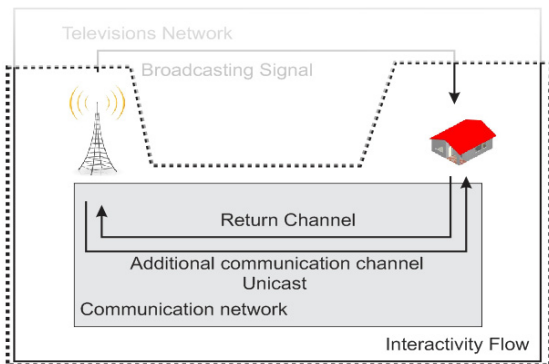 Televisions Network
Broadcasting Signal
Return Channel
Additional communication channel
Unicast
Communication network
Interactivity Flow